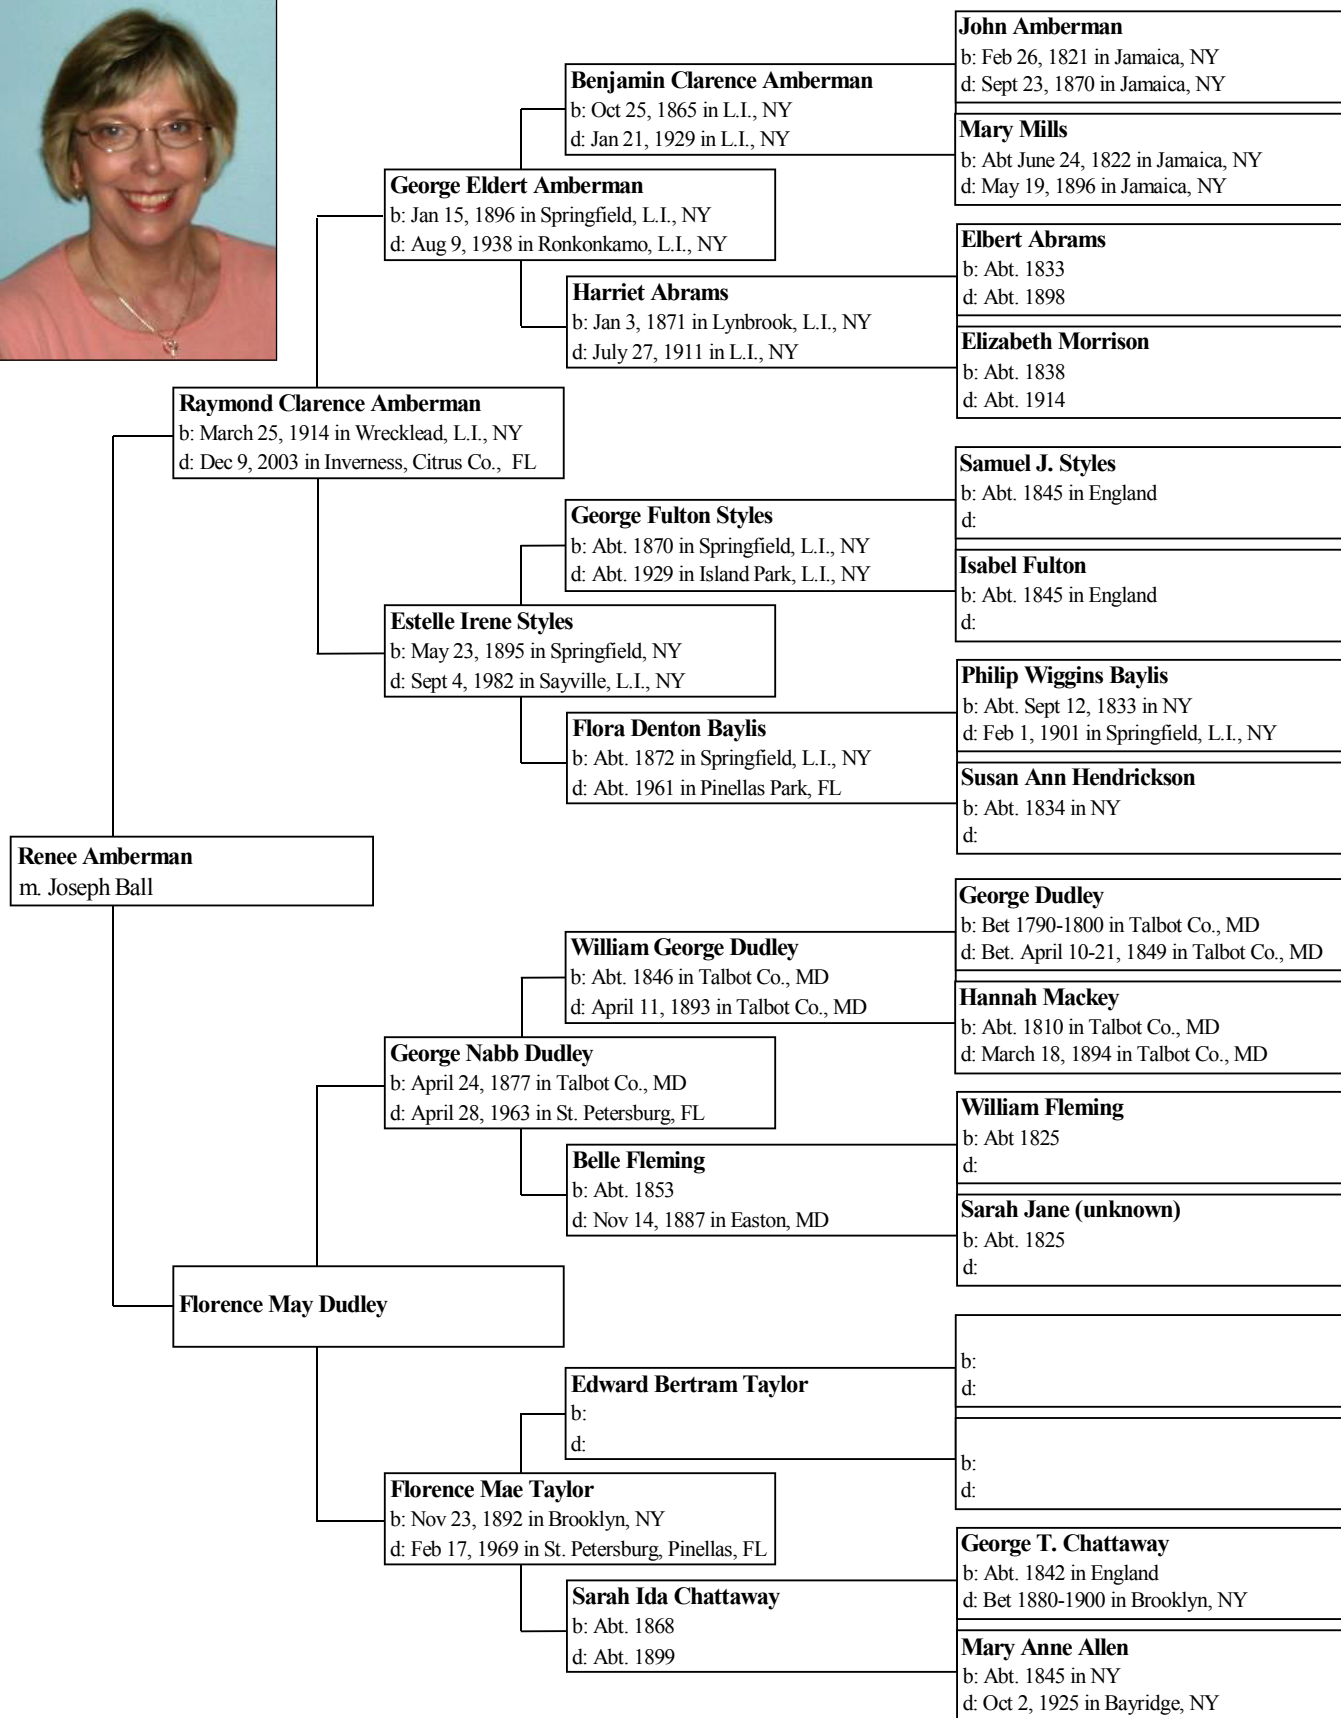 John Amberman
b: Feb 26, 1821 in Jamaica, NY
d: Sept 23, 1870 in Jamaica, NY
Benjamin Clarence Amberman
b: Oct 25, 1865 in L.I., NY
d: Jan 21, 1929 in L.I., NY
Mary Mills
b: Abt June 24, 1822 in Jamaica, NY
d: May 19, 1896 in Jamaica, NY
George Eldert Amberman
b: Jan 15, 1896 in Springfield, L.I., NY
d: Aug 9, 1938 in Ronkonkamo, L.I., NY
Elbert Abrams
b: Abt. 1833
d: Abt. 1898
Harriet Abrams
b: Jan 3, 1871 in Lynbrook, L.I., NY
d: July 27, 1911 in L.I., NY
Elizabeth Morrison
b: Abt. 1838
d: Abt. 1914
Raymond Clarence Amberman
b: March 25, 1914 in Wrecklead, L.I., NY
d: Dec 9, 2003 in Inverness, Citrus Co., FL
Samuel J. Styles
b: Abt. 1845 in England
d:
George Fulton Styles
b: Abt. 1870 in Springfield, L.I., NY
d: Abt. 1929 in Island Park, L.I., NY
Isabel Fulton
b: Abt. 1845 in England
d:
Estelle Irene Styles
b: May 23, 1895 in Springfield, NY
d: Sept 4, 1982 in Sayville, L.I., NY
Philip Wiggins Baylis
b: Abt. Sept 12, 1833 in NY
d: Feb 1, 1901 in Springfield, L.I., NY
Flora Denton Baylis
b: Abt. 1872 in Springfield, L.I., NY
d: Abt. 1961 in Pinellas Park, FL
Susan Ann Hendrickson
b: Abt. 1834 in NY
d:
Renee Amberman
m. Joseph Ball
George Dudley
b: Bet 1790-1800 in Talbot Co., MD
d: Bet. April 10-21, 1849 in Talbot Co., MD
William George Dudley
b: Abt. 1846 in Talbot Co., MD
d: April 11, 1893 in Talbot Co., MD
Hannah Mackey
b: Abt. 1810 in Talbot Co., MD
d: March 18, 1894 in Talbot Co., MD
George Nabb Dudley
b: April 24, 1877 in Talbot Co., MD
d: April 28, 1963 in St. Petersburg, FL
William Fleming
b: Abt 1825
d:
Belle Fleming
b: Abt. 1853
d: Nov 14, 1887 in Easton, MD
Sarah Jane (unknown)
b: Abt. 1825
d:
Florence May Dudley
b:
d:
Edward Bertram Taylor
b:
d:
b:
d:
Florence Mae Taylor
b: Nov 23, 1892 in Brooklyn, NY
d: Feb 17, 1969 in St. Petersburg, Pinellas, FL
George T. Chattaway
b: Abt. 1842 in England
d: Bet 1880-1900 in Brooklyn, NY
Sarah Ida Chattaway
b: Abt. 1868
d: Abt. 1899
Mary Anne Allen
b: Abt. 1845 in NY
d: Oct 2, 1925 in Bayridge, NY